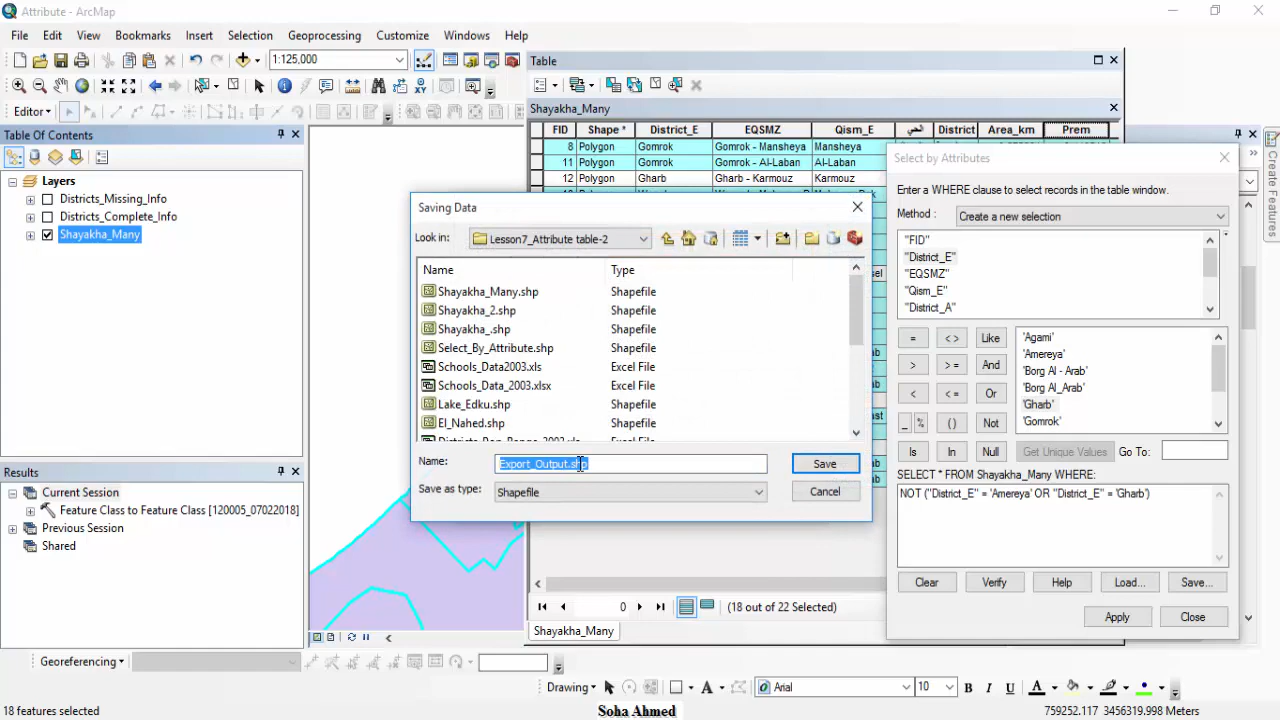 Attribute - ArcMap
File Edit View Bookmarks Insert Selection Geoprocessing Customize Windows Help
1:125,000
Editor
Table Of Contents
Layers
Districts_Missing_Info
Districts_Complete_Info
Shayakha_Many
Results
Current Session
Feature Class to Feature Class [120005_07022018]
Previous Session
Shared
Table
Shayakha_Many
FID Shape * District_E EQSMZ Qism_E الحي District Area_km Prem
8 Polygon Gomrok Gomrok - Mansheya Mansheya
11 Polygon Gomrok Gomrok - Al-Laban Al-Laban
12 Polygon Gharb Gharb - Karmouz Karmouz
0 (18 out of 22 Selected)
Shayakha_Many
Saving Data
Look in: Lesson7_Attribute table-2
Name Type
Shayakha_Many.shp Shapefile
Shayakha_2.shp Shapefile
Shayakha_.shp Shapefile
Select_By_Attribute.shp Shapefile
Schools_Data2003.xls Excel File
Schools_Data_2003.xlsx Excel File
Lake_Edku.shp Shapefile
El_Nahed.shp Shapefile
Name: Export_Output.shp Save
Save as type: Shapefile Cancel
Select by Attributes
Enter a WHERE clause to select records in the table window.
Method : Create a new selection
"FID"
"District_E"
"EQSMZ"
"Qism_E"
"District_A"
= < > Like
> > = And
< < = Or
_ % ( ) Not
Is In Null
'Agami'
'Amereya'
'Borg Al - Arab'
'Borg Al_Arab'
'Gharb'
'Gomrok'
Get Unique Values Go To:
SELECT * FROM Shayakha_Many WHERE:
NOT ("District_E" = 'Amereya' OR "District_E" = 'Gharb')
Clear Verify Help Load... Save...
Apply Close
Create Features
Georeferencing
Drawing Arial 10 B I U A
18 features selected
Soha Ahmed
759252.117 3456319.998 Meters